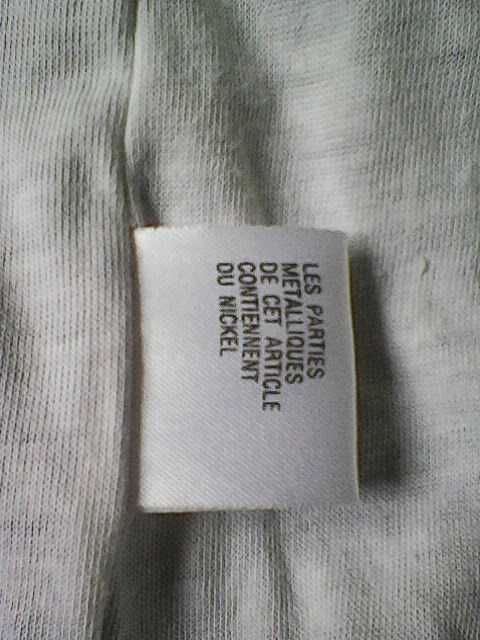 LES PARTIES
METALLIQUES
DE CET ARTICLE
CONTIENNENT
DU NICKEL